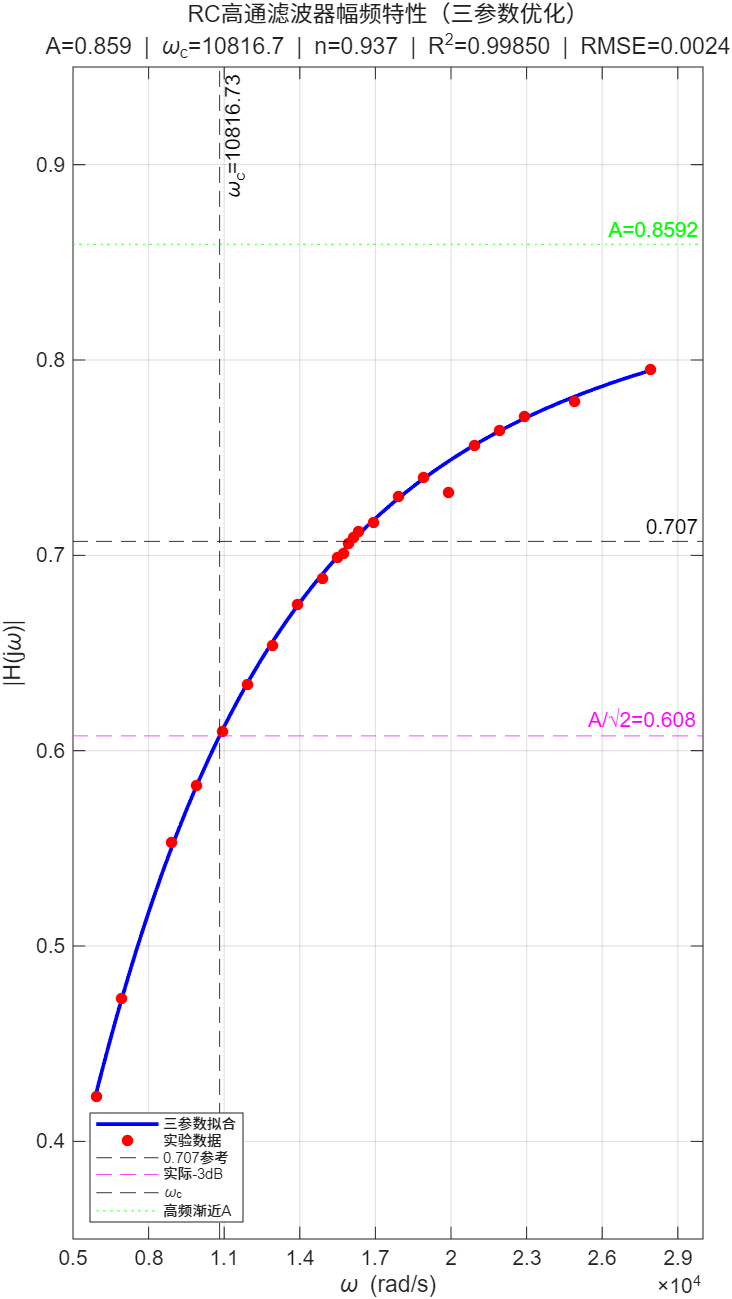 RC高通滤波器幅频特性（三参数优化）
A=0.859 | ω_c=10816.7 | n=0.937 | R²=0.99850 | RMSE=0.0024
ω_c=10816.73
A=0.8592
0.707
A/√2=0.608
|H(jω)|
0.9
0.8
0.7
0.6
0.5
0.4
三参数拟合
实验数据
0.707参考
实际-3dB
ω_c
高频渐近A
0.5 0.8 1.1 1.4 1.7 2 2.3 2.6 2.9
×10⁴
ω (rad/s)